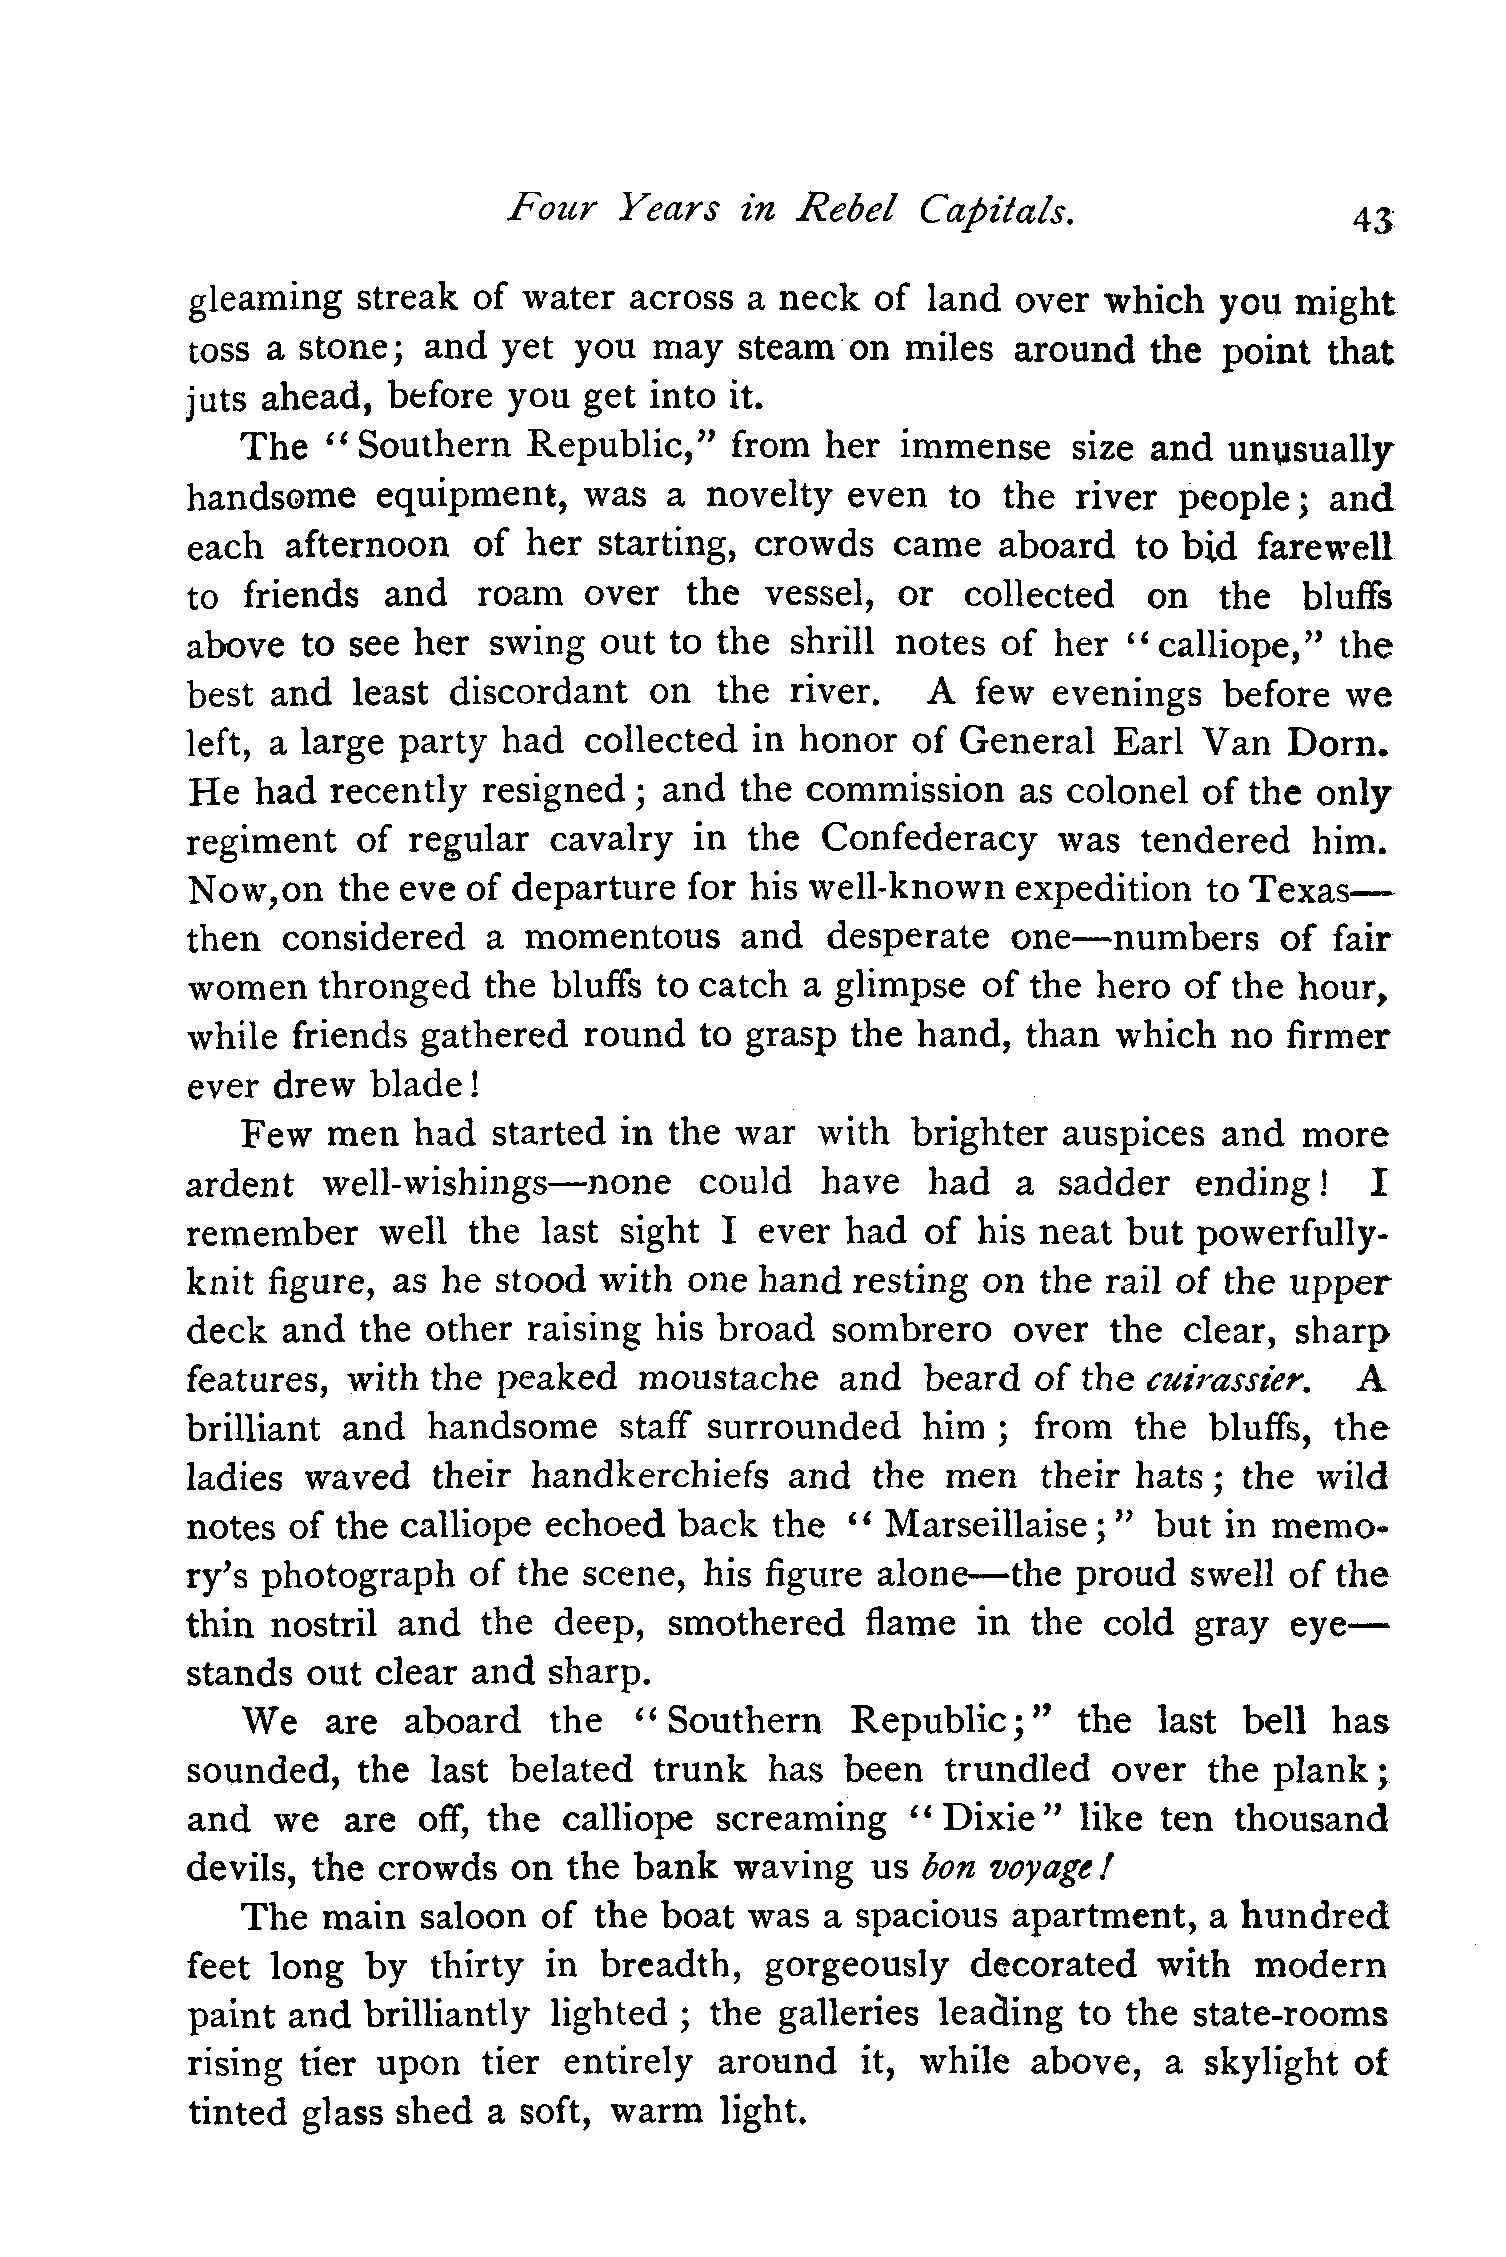 Four Years in Rebel Capitals. 43
gleaming streak of water across a neck of land over which you might
toss a stone; and yet you may steam on miles around the point that
juts ahead, before you get into it.
The "Southern Republic," from her immense size and unusually
handsome equipment, was a novelty even to the river people; and
each afternoon of her starting, crowds came aboard to bid farewell
to friends and roam over the vessel, or collected on the bluffs
above to see her swing out to the shrill notes of her "calliope," the
best and least discordant on the river. A few evenings before we
left, a large party had collected in honor of General Earl Van Dorn.
He had recently resigned; and the commission as colonel of the only
regiment of regular cavalry in the Confederacy was tendered him.
Now,on the eve of departure for his well-known expedition to Texas—
then considered a momentous and desperate one—numbers of fair
women thronged the bluffs to catch a glimpse of the hero of the hour,
while friends gathered round to grasp the hand, than which no firmer
ever drew blade!
Few men had started in the war with brighter auspices and more
ardent well-wishings—none could have had a sadder ending! I
remember well the last sight I ever had of his neat but powerfully-
knit figure, as he stood with one hand resting on the rail of the upper
deck and the other raising his broad sombrero over the clear, sharp
features, with the peaked moustache and beard of the cuirassier. A
brilliant and handsome staff surrounded him; from the bluffs, the
ladies waved their handkerchiefs and the men their hats; the wild
notes of the calliope echoed back the "Marseillaise;" but in memo-
ry's photograph of the scene, his figure alone—the proud swell of the
thin nostril and the deep, smothered flame in the cold gray eye—
stands out clear and sharp.
We are aboard the "Southern Republic;" the last bell has
sounded, the last belated trunk has been trundled over the plank;
and we are off, the calliope screaming "Dixie" like ten thousand
devils, the crowds on the bank waving us bon voyage!
The main saloon of the boat was a spacious apartment, a hundred
feet long by thirty in breadth, gorgeously decorated with modern
paint and brilliantly lighted; the galleries leading to the state-rooms
rising tier upon tier entirely around it, while above, a skylight of
tinted glass shed a soft, warm light.